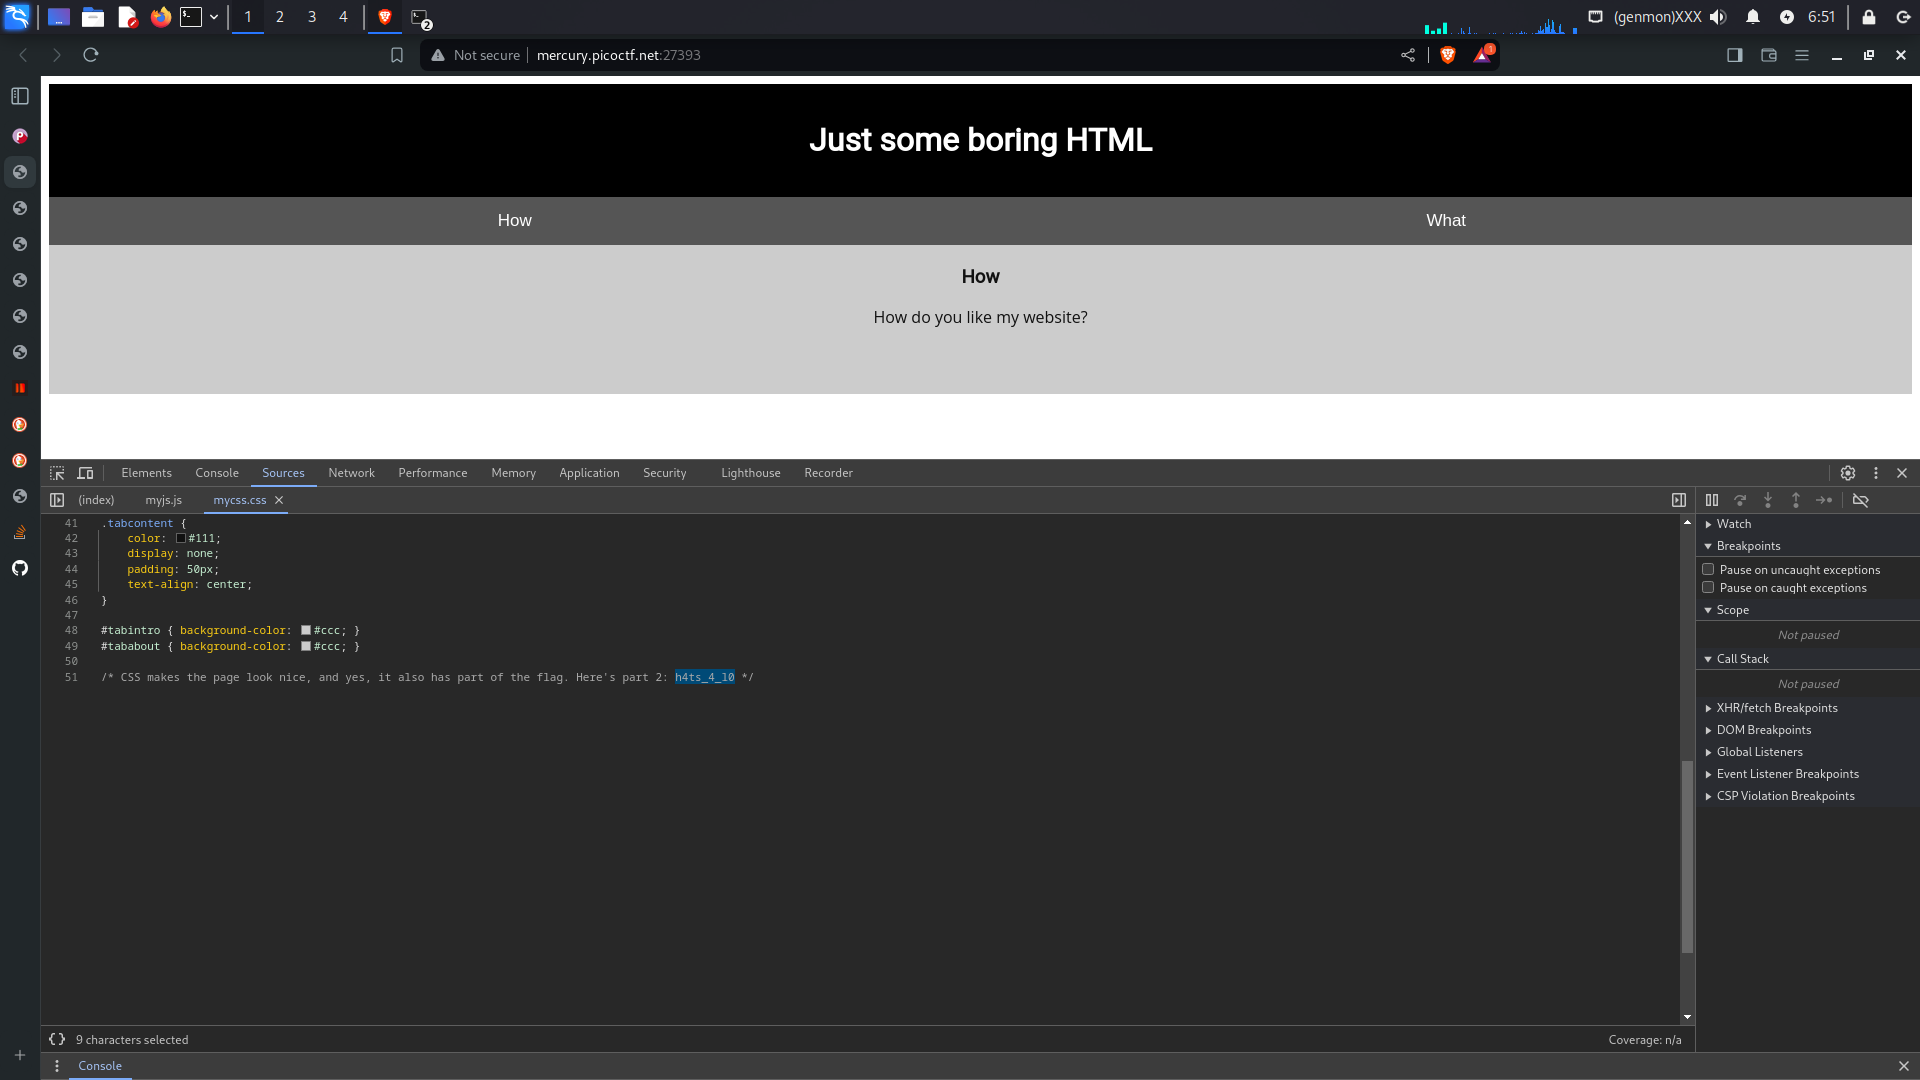 1 2 3 4 2 (genmon)XXX 6:51
Not secure mercury.picoctf.net:27393 1
Just some boring HTML
How What
How
How do you like my website?
Elements Console Sources Network Performance Memory Application Security Lighthouse Recorder
(index) myjs.js mycss.css
41 .tabcontent {
42 color: #111;
43 display: none;
44 padding: 50px;
45 text-align: center;
46 }
47
48 #tabintro { background-color: #ccc; }
49 #tababout { background-color: #ccc; }
50
51 /* CSS makes the page look nice, and yes, it also has part of the flag. Here's part 2: h4ts_4_l0 */
Watch
Breakpoints
Pause on uncaught exceptions
Pause on caught exceptions
Scope
Not paused
Call Stack
Not paused
XHR/fetch Breakpoints
DOM Breakpoints
Global Listeners
Event Listener Breakpoints
CSP Violation Breakpoints
{} 9 characters selected Coverage: n/a
Console